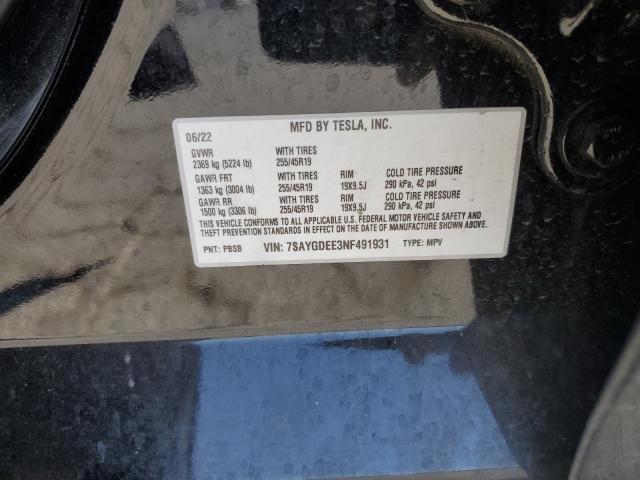 MFD BY TESLA, INC.
06/22
GVWR WITH TIRES
2369 kg (5224 lb) 255/45R19
GAWR FRT WITH TIRES RIM COLD TIRE PRESSURE
1363 kg (3004 lb) 255/45R19 19X9.5J 290 kPa, 42 psi
GAWR RR WITH TIRES RIM COLD TIRE PRESSURE
1500 kg (3306 lb) 255/45R19 19X9.5J 290 kPa, 42 psi
THIS VEHICLE CONFORMS TO ALL APPLICABLE U.S. FEDERAL MOTOR VEHICLE SAFETY AND
THEFT PREVENTION STANDARDS IN EFFECT ON THE DATE OF MANUFACTURE SHOWN ABOVE.
PNT: PBSB VIN: 7SAYGDEE3NF491931 TYPE: MPV